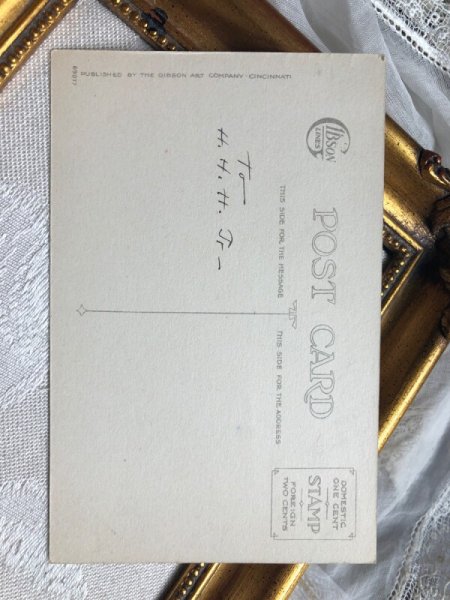 GIBSON
LINES
POST CARD
THIS SIDE FOR THE MESSAGE
THIS SIDE FOR THE ADDRESS
DOMESTIC
ONE CENT
STAMP
FOREIGN
TWO CENTS
To
H. H. H. Jr –
PUBLISHED BY THE GIBSON ART COMPANY CINCINNATI